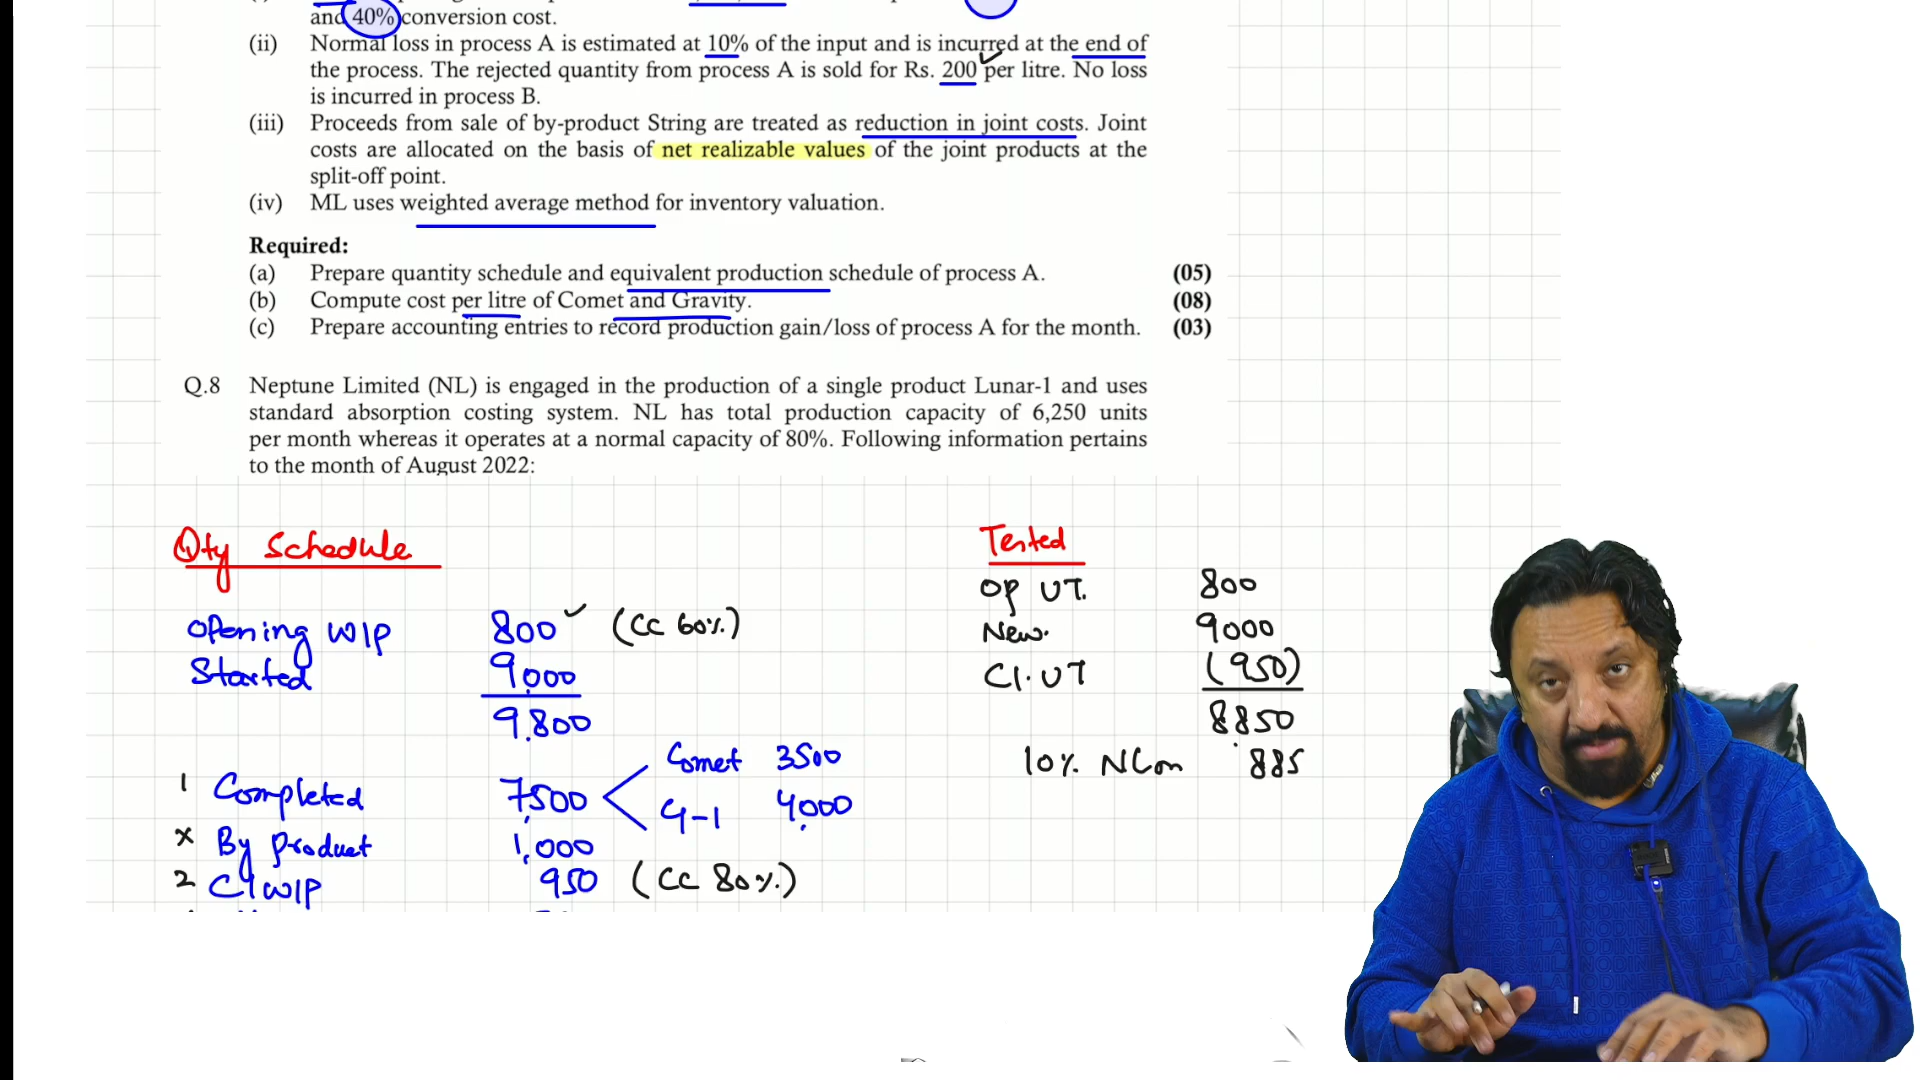 and 40% conversion cost.
(ii) Normal loss in process A is estimated at 10% of the input and is incurred at the end of
the process. The rejected quantity from process A is sold for Rs. 200 per litre. No loss
is incurred in process B.
(iii) Proceeds from sale of by-product String are treated as reduction in joint costs. Joint
costs are allocated on the basis of net realizable values of the joint products at the
split-off point.
(iv) ML uses weighted average method for inventory valuation.
Required:
(a) Prepare quantity schedule and equivalent production schedule of process A. (05)
(b) Compute cost per litre of Comet and Gravity. (08)
(c) Prepare accounting entries to record production gain/loss of process A for the month. (03)
Q.8 Neptune Limited (NL) is engaged in the production of a single product Lunar-1 and uses
standard absorption costing system. NL has total production capacity of 6,250 units
per month whereas it operates at a normal capacity of 80%. Following information pertains
to the month of August 2022:
Qty Schedule
Opening WIP 800 (CC 60%)
Started 9,000
9,800
1 Completed 7,500
Comet 3500
G-1 4,000
x By Product 1,000
2 Cl WIP 950 (CC 80%)
Tested
Op UT. 800
New. 9000
Cl. UT (950)
8850
10% NLon 885